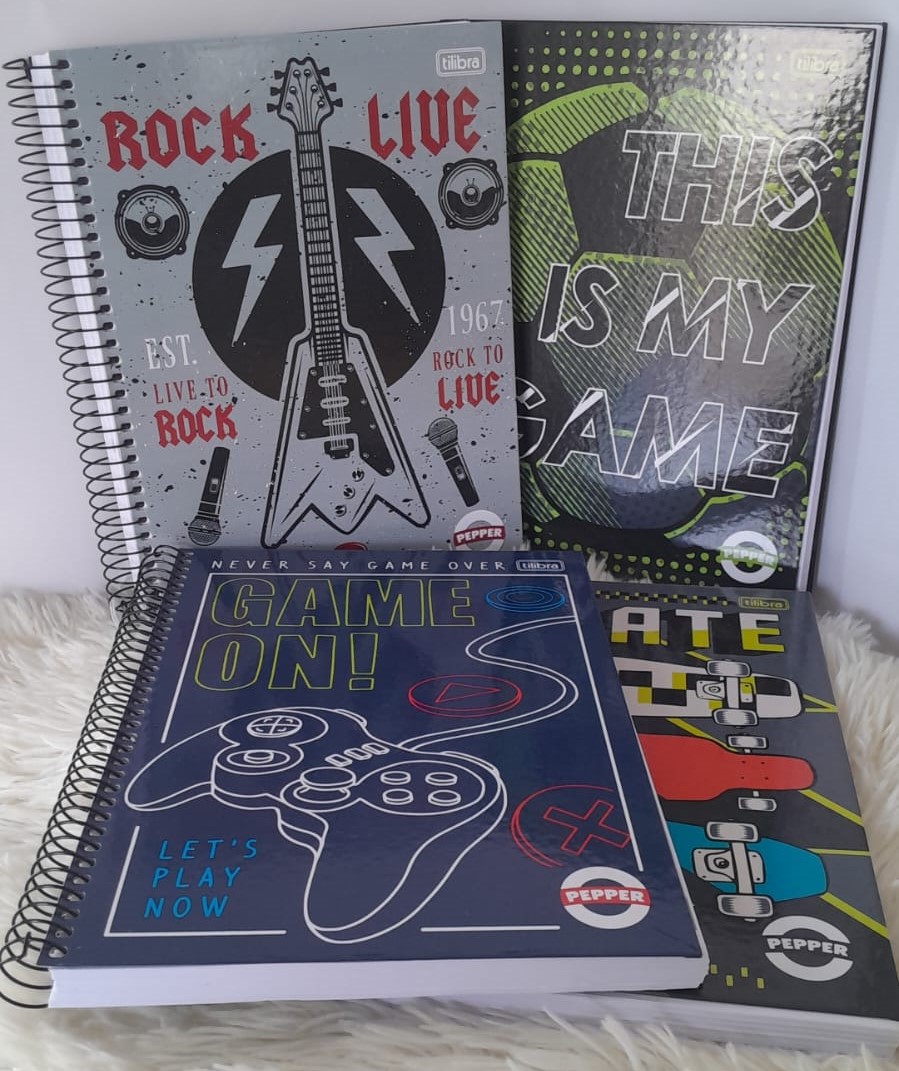 tilibra
ROCK LIVE
EST. 1967
LIVE TO
ROCK
ROCK TO
LIVE
PEPPER
tilibra
THIS
IS MY
GAME
PEPPER
NEVER SAY GAME OVER tilibra
GAME
ON!
LET'S
PLAY
NOW
PEPPER
tilibra
ATE
PEPPER